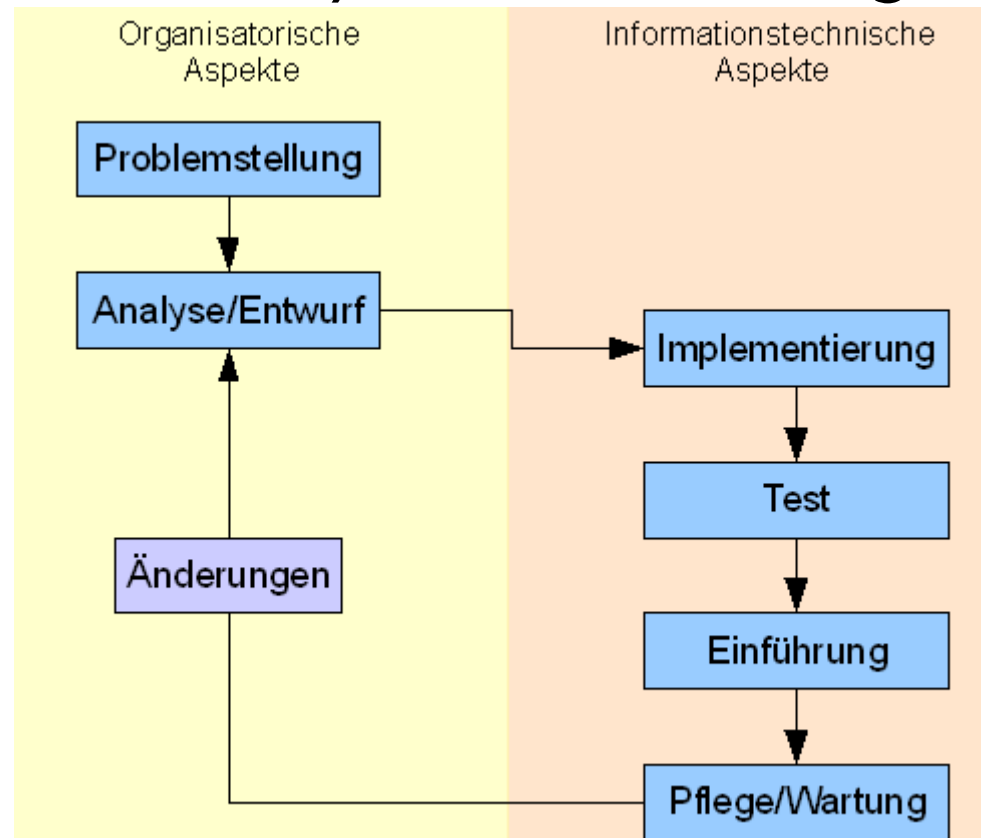 Organisatorische
Aspekte
Informationstechnische
Aspekte
Problemstellung
Analyse/Entwurf
Implementierung
Test
Änderungen
Einführung
Pflege/Wartung